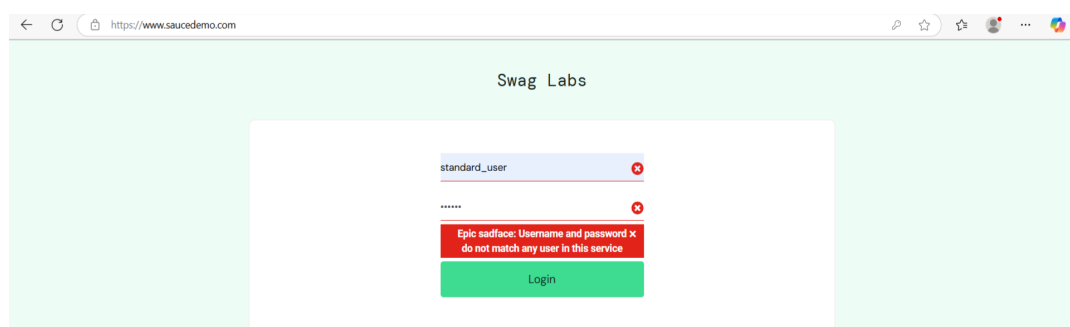 https://www.saucedemo.com
Swag Labs
standard_user
••••••
Epic sadface: Username and password
do not match any user in this service
Login